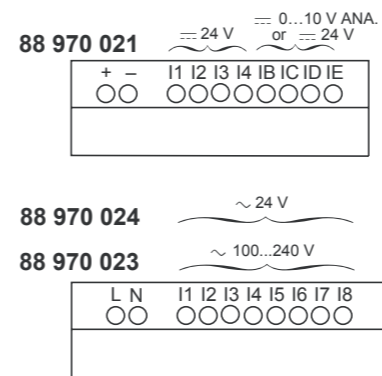 ⎓ 0...10 V ANA.
88 970 021 ⎓ 24 V or ⎓ 24 V
+ – I1 I2 I3 I4 IB IC ID IE
88 970 024 ∼ 24 V
88 970 023 ∼ 100...240 V
L N I1 I2 I3 I4 I5 I6 I7 I8